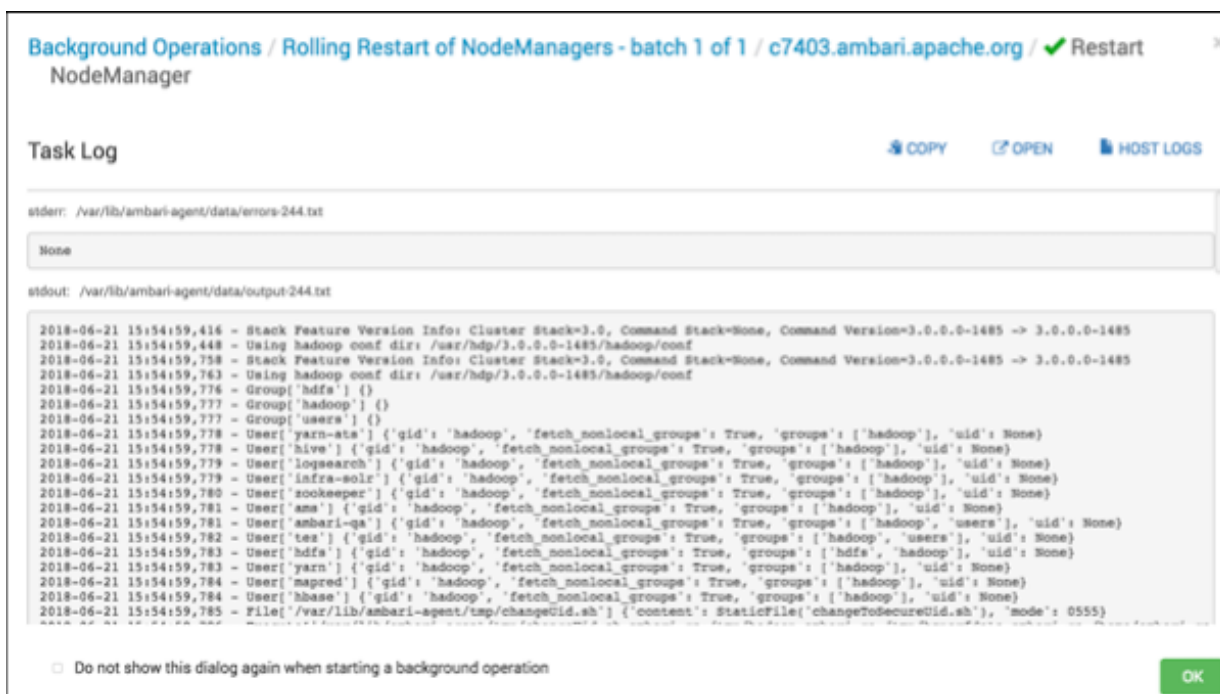 Background Operations / Rolling Restart of NodeManagers - batch 1 of 1 / c7403.ambari.apache.org / ✔ Restart
NodeManager
Task Log
COPY
OPEN
HOST LOGS
stderr: /var/lib/ambari-agent/data/errors-244.txt
None
stdout: /var/lib/ambari-agent/data/output-244.txt
2018-06-21 15:54:59,416 - Stack Feature Version Info: Cluster Stack=3.0, Command Stack=None, Command Version=3.0.0.0-1485 -> 3.0.0.0-1485
2018-06-21 15:54:59,448 - Using hadoop conf dir: /usr/hdp/3.0.0.0-1485/hadoop/conf
2018-06-21 15:54:59,758 - Stack Feature Version Info: Cluster Stack=3.0, Command Stack=None, Command Version=3.0.0.0-1485 -> 3.0.0.0-1485
2018-06-21 15:54:59,763 - Using hadoop conf dir: /usr/hdp/3.0.0.0-1485/hadoop/conf
2018-06-21 15:54:59,776 - Group['hdfs'] {}
2018-06-21 15:54:59,777 - Group['hadoop'] {}
2018-06-21 15:54:59,777 - Group['users'] {}
2018-06-21 15:54:59,778 - User['yarn-ats'] {'gid': 'hadoop', 'fetch_nonlocal_groups': True, 'groups': ['hadoop'], 'uid': None}
2018-06-21 15:54:59,778 - User['hive'] {'gid': 'hadoop', 'fetch_nonlocal_groups': True, 'groups': ['hadoop'], 'uid': None}
2018-06-21 15:54:59,779 - User['logsearch'] {'gid': 'hadoop', 'fetch_nonlocal_groups': True, 'groups': ['hadoop'], 'uid': None}
2018-06-21 15:54:59,779 - User['infra-solr'] {'gid': 'hadoop', 'fetch_nonlocal_groups': True, 'groups': ['hadoop'], 'uid': None}
2018-06-21 15:54:59,780 - User['zookeeper'] {'gid': 'hadoop', 'fetch_nonlocal_groups': True, 'groups': ['hadoop'], 'uid': None}
2018-06-21 15:54:59,781 - User['ams'] {'gid': 'hadoop', 'fetch_nonlocal_groups': True, 'groups': ['hadoop'], 'uid': None}
2018-06-21 15:54:59,781 - User['ambari-qa'] {'gid': 'hadoop', 'fetch_nonlocal_groups': True, 'groups': ['hadoop', 'users'], 'uid': None}
2018-06-21 15:54:59,782 - User['tez'] {'gid': 'hadoop', 'fetch_nonlocal_groups': True, 'groups': ['hadoop', 'users'], 'uid': None}
2018-06-21 15:54:59,783 - User['hdfs'] {'gid': 'hadoop', 'fetch_nonlocal_groups': True, 'groups': ['hdfs', 'hadoop'], 'uid': None}
2018-06-21 15:54:59,783 - User['yarn'] {'gid': 'hadoop', 'fetch_nonlocal_groups': True, 'groups': ['hadoop'], 'uid': None}
2018-06-21 15:54:59,784 - User['mapred'] {'gid': 'hadoop', 'fetch_nonlocal_groups': True, 'groups': ['hadoop'], 'uid': None}
2018-06-21 15:54:59,784 - User['hbase'] {'gid': 'hadoop', 'fetch_nonlocal_groups': True, 'groups': ['hadoop'], 'uid': None}
2018-06-21 15:54:59,785 - File['/var/lib/ambari-agent/tmp/changeUid.sh'] {'content': StaticFile('changeToSecureUid.sh'), 'mode': 0555}
Do not show this dialog again when starting a background operation
OK